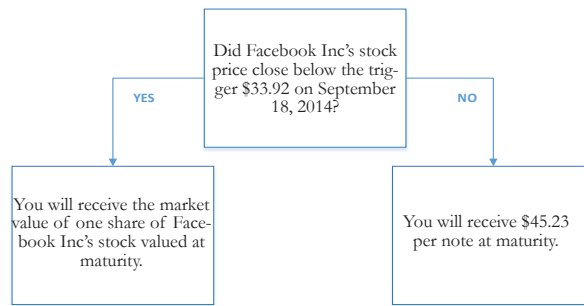 Did Facebook Inc's stock
price close below the trig-
ger $33.92 on September
18, 2014?
YES
NO
You will receive the market
value of one share of Face-
book Inc's stock valued at
maturity.
You will receive $45.23
per note at maturity.